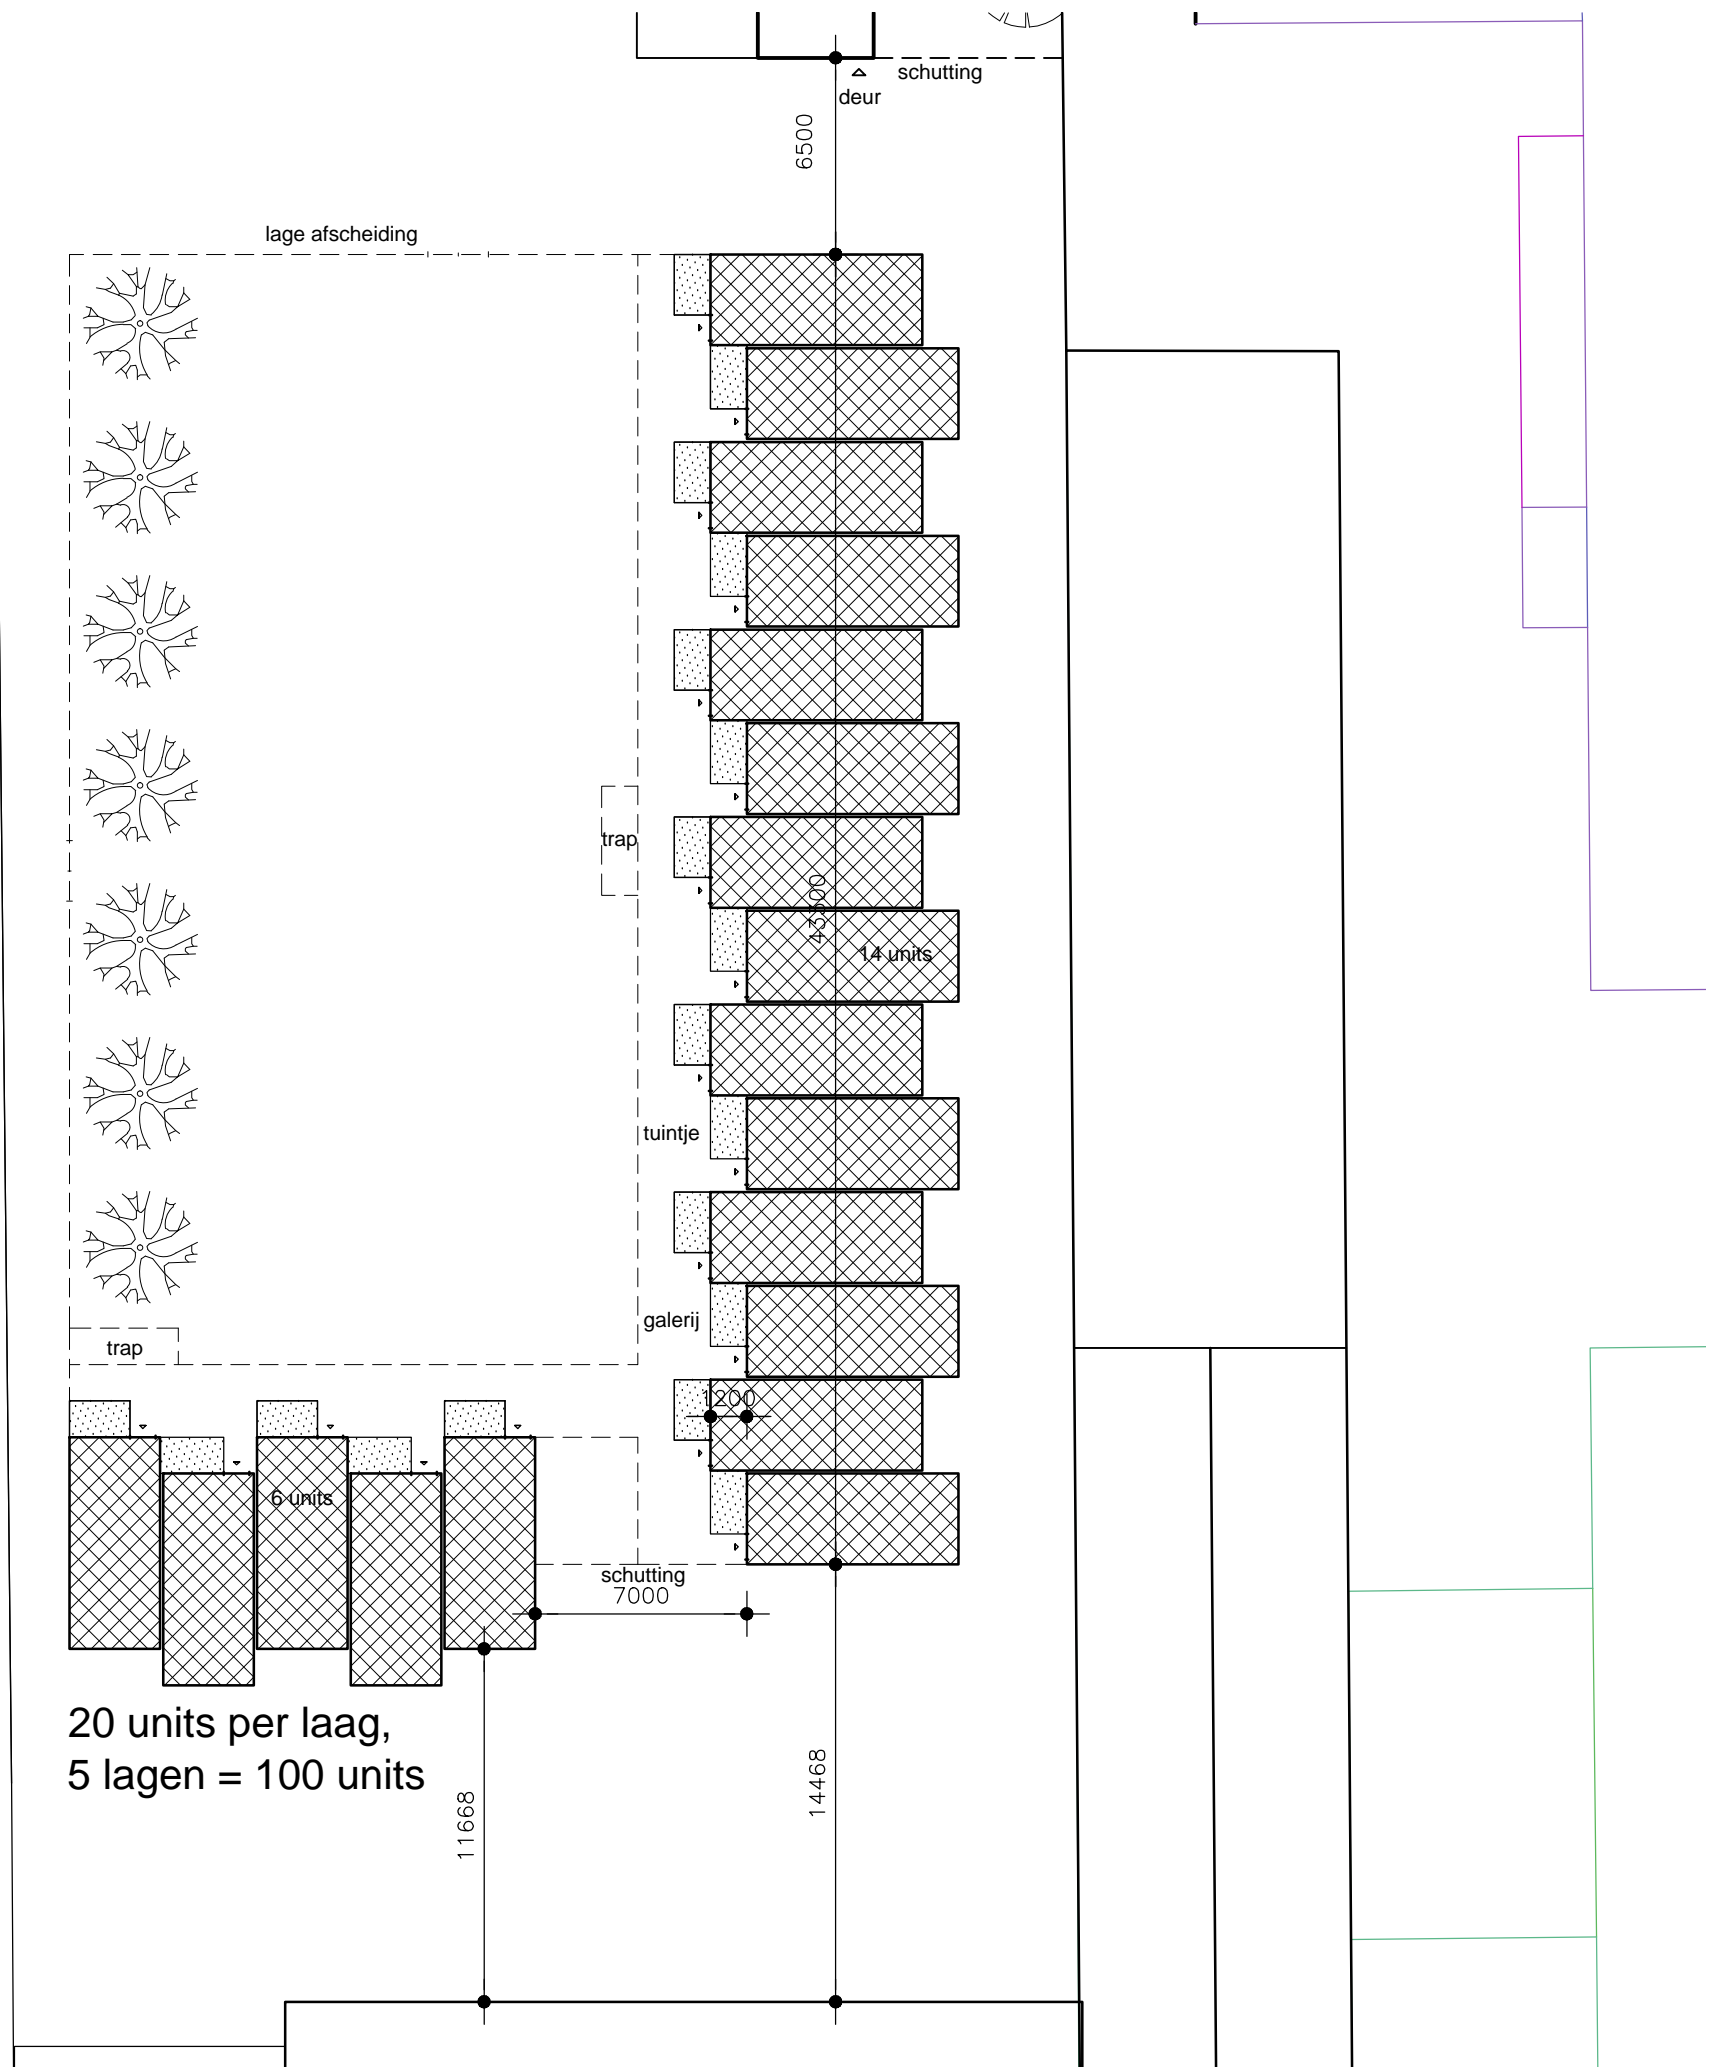 schutting
deur
6500
lage afscheiding
trap
43300
14 units
tuintje
galerij
trap
1200
6 units
schutting
7000
20 units per laag,
5 lagen = 100 units
11668
14468